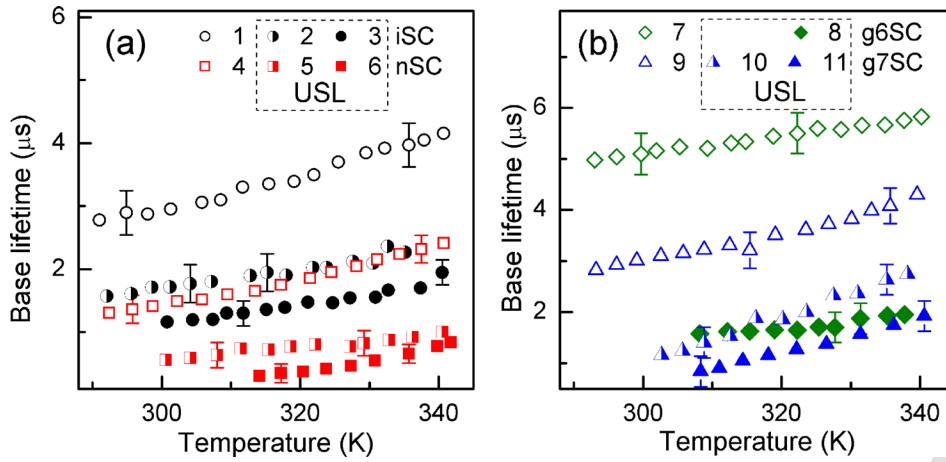 (a)
1 2 3 iSC
4 5 6 nSC
USL
6
4
2
Base lifetime (μs)
300 320 340
Temperature (K)
(b)
7 8 g6SC
9 10 11 g7SC
USL
6
4
2
Base lifetime (μs)
300 320 340
Temperature (K)